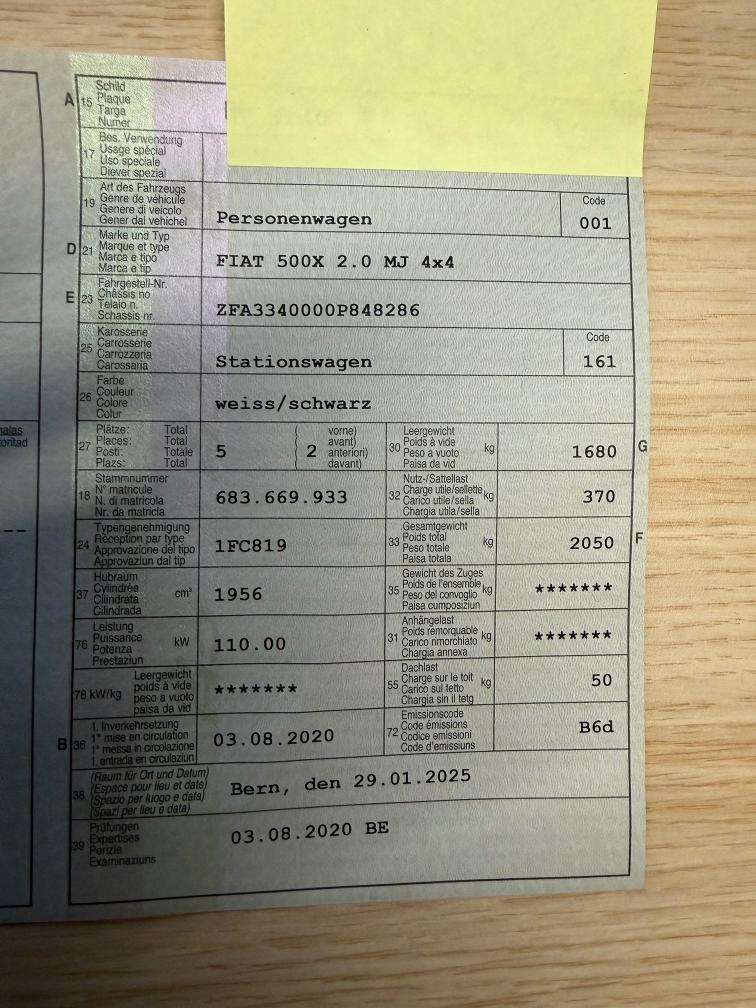 A 15 Schild
Plaque
Targa
Numer
17 Bes. Verwendung
Usage spécial
Uso speciale
Diever spezial
19 Art des Fahrzeugs
Genre de véhicule
Genere di veicolo
Gener dal vehichel
Personenwagen
Code
001
D 21 Marke und Typ
Marque et type
Marca e tipo
Marca e tip
FIAT 500X 2.0 MJ 4x4
E 23 Fahrgestell-Nr.
Châssis no
Telaio n.
Schassis nr.
ZFA3340000P848286
25 Karosserie
Carrosserie
Carrozzeria
Carossaria
Stationswagen
Code
161
26 Farbe
Couleur
Colore
Colur
weiss/schwarz
27 Plätze: Total
Places: Total
Posti: Totale
Plazs: Total
5
( vorne)
( avant)
2 anteriori)
( davant)
30 Leergewicht
Poids à vide
Peso a vuoto
Paisa da vid
kg
1680
G
18 Stammnummer
N° matricule
N. di matricola
Nr. da matricla
683.669.933
32 Nutz-/Sattellast
Charge utile/sellette
Carico utile/sella
Chargia utila/sella
kg
370
24 Typengenehmigung
Réception par type
Approvazione del tipo
Approvaziun dal tip
1FC819
33 Gesamtgewicht
Poids total
Peso totale
Paisa totala
kg
2050
F
37 Hubraum
Cylindrée
Cilindrata
Cilindrada
cm³
1956
35 Gewicht des Zuges
Poids de l'ensemble
Peso del convoglio
Paisa cumposiziun
kg
*******
76 Leistung
Puissance
Potenza
Prestaziun
kW
110.00
31 Anhängelast
Poids remorquable
Carico rimorchiato
Chargia annexa
kg
*******
78 kW/kg
Leergewicht
poids à vide
peso a vuoto
paisa da vid
*******
55 Dachlast
Charge sur le toit
Carico sul tetto
Chargia sin il tetg
kg
50
B 36 1. Inverkehrsetzung
1re mise en circulation
1a messa in circolazione
1. entrada en circulaziun
03.08.2020
72 Emissionscode
Code émissions
Codice emissioni
Code d'emissiuns
B6d
38 (Raum für Ort und Datum)
(Espace pour lieu et date)
(Spazio per luogo e data)
(Spazi per lieu e data)
Bern, den 29.01.2025
39 Prüfungen
Expertises
Perizie
Examinaziuns
03.08.2020 BE